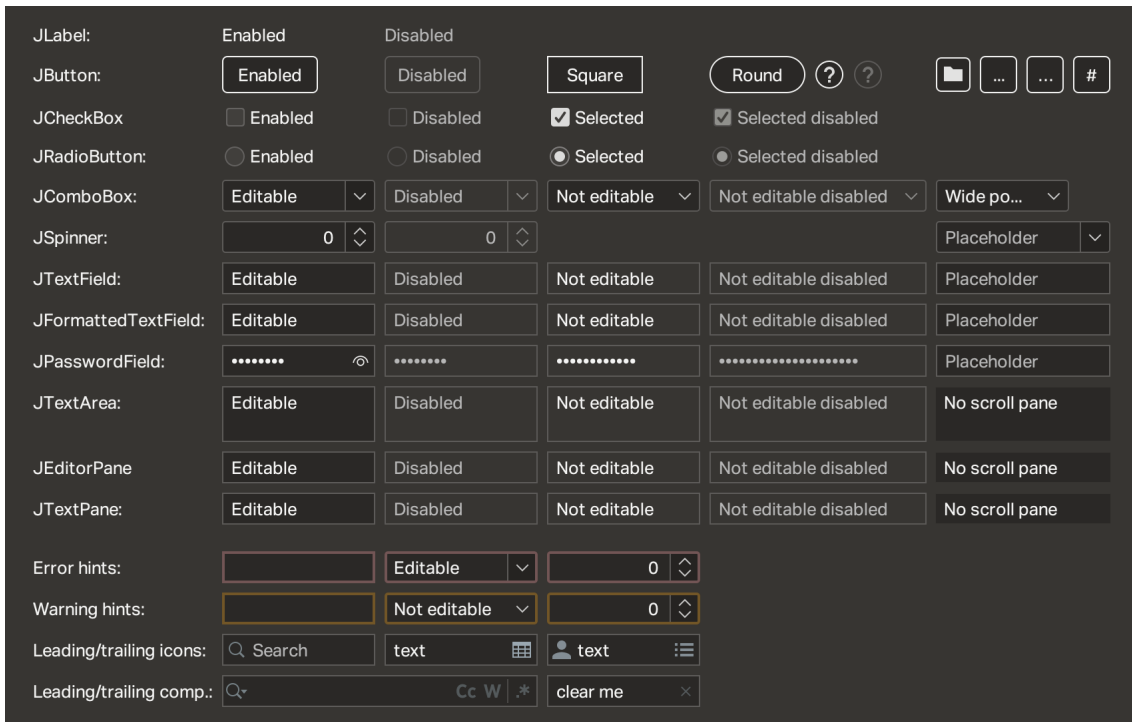 JLabel: Enabled Disabled
JButton: Enabled Disabled Square Round ? ? ... ... #
JCheckBox Enabled Disabled Selected Selected disabled
JRadioButton: Enabled Disabled Selected Selected disabled
JComboBox: Editable Disabled Not editable Not editable disabled Wide po...
JSpinner: 0 0 Placeholder
JTextField: Editable Disabled Not editable Not editable disabled Placeholder
JFormattedTextField: Editable Disabled Not editable Not editable disabled Placeholder
JPasswordField: •••••••• •••••••• •••••••••••• ••••••••••••••••••••• Placeholder
JTextArea: Editable Disabled Not editable Not editable disabled No scroll pane
JEditorPane Editable Disabled Not editable Not editable disabled No scroll pane
JTextPane: Editable Disabled Not editable Not editable disabled No scroll pane
Error hints: Editable 0
Warning hints: Not editable 0
Leading/trailing icons: Search text text
Leading/trailing comp.: Cc W .* clear me